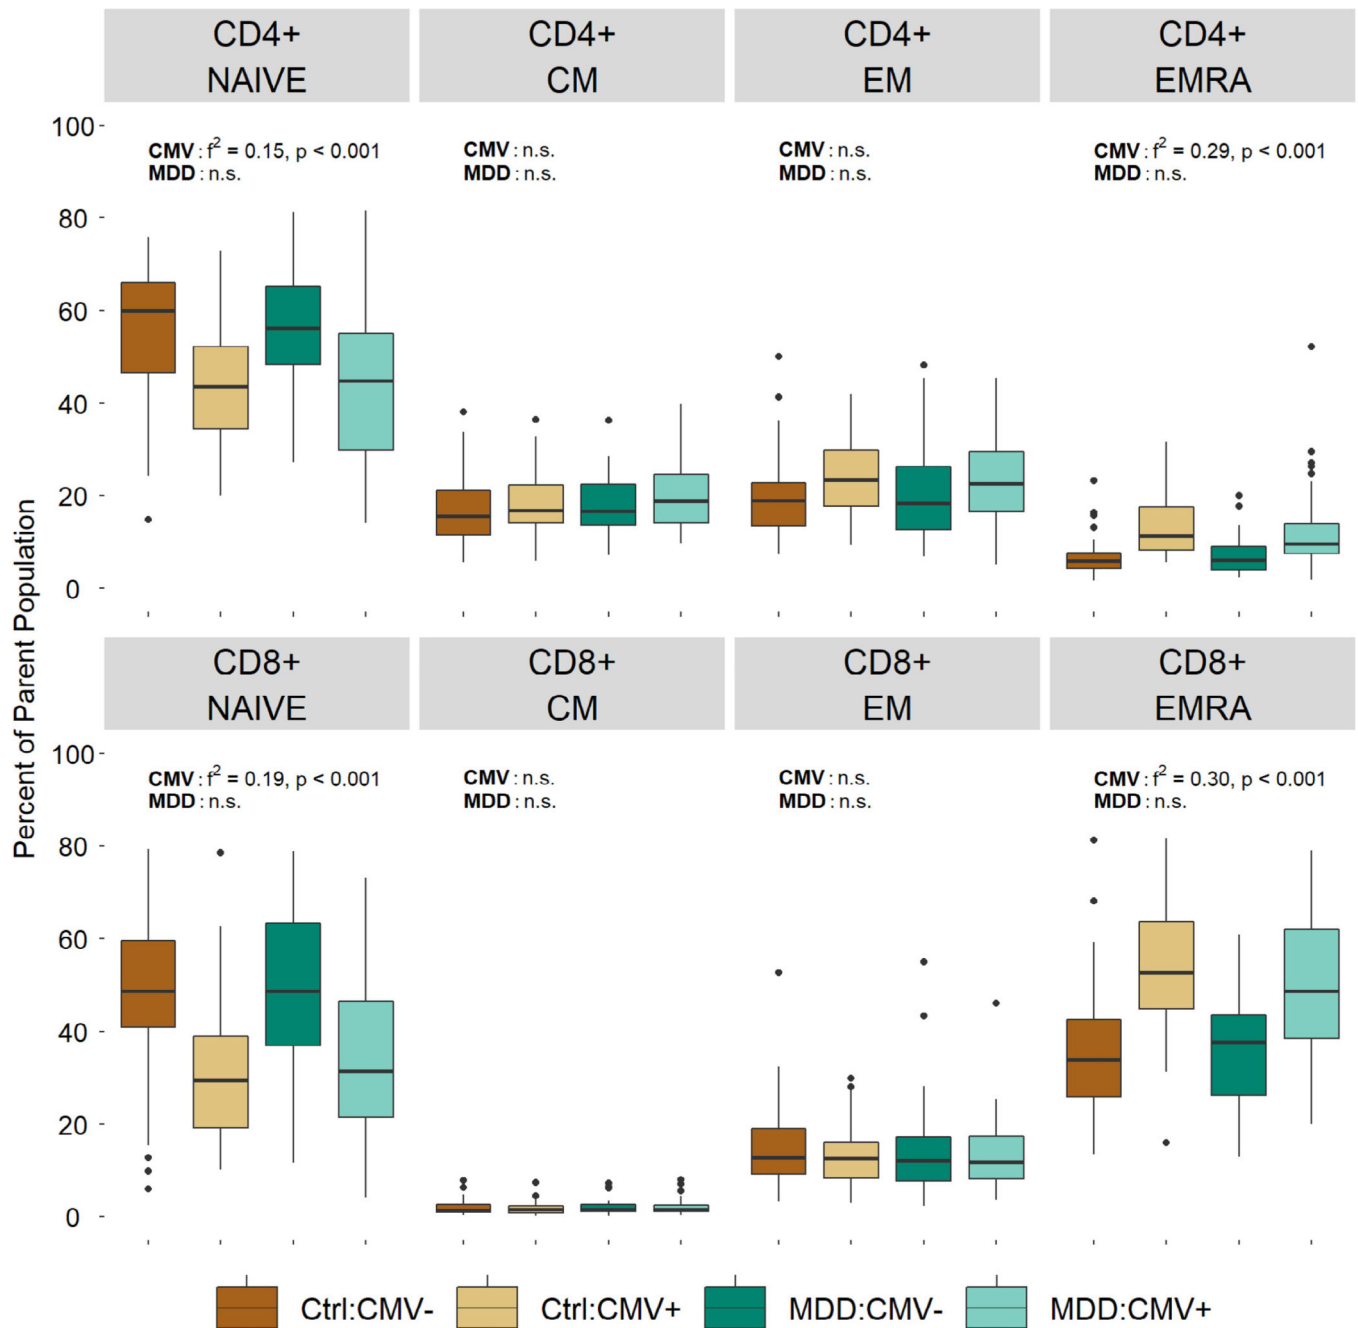 CD4+ CD4+ CD4+ CD4+
NAIVE CM EM EMRA
100
CMV : f² = 0.15, p < 0.001 CMV : n.s. CMV : n.s. CMV : f² = 0.29, p < 0.001
MDD : n.s. MDD : n.s. MDD : n.s. MDD : n.s.
80
60
40
20
0
Percent of Parent Population
CD8+ CD8+ CD8+ CD8+
NAIVE CM EM EMRA
100
CMV : f² = 0.19, p < 0.001 CMV : n.s. CMV : n.s. CMV : f² = 0.30, p < 0.001
MDD : n.s. MDD : n.s. MDD : n.s. MDD : n.s.
80
60
40
20
0
Ctrl:CMV- Ctrl:CMV+ MDD:CMV- MDD:CMV+